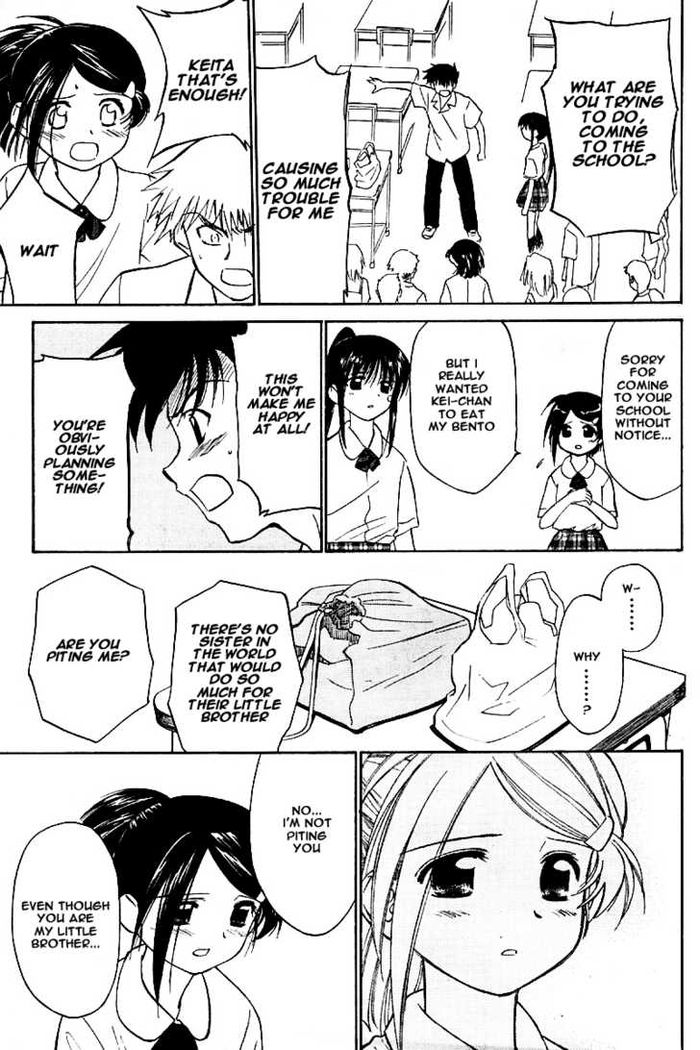 WHAT ARE
YOU TRYING
TO DO,
COMING
TO THE
SCHOOL?
CAUSING
SO MUCH
TROUBLE
FOR ME
KEITA
THAT'S
ENOUGH!
WAIT
SORRY
FOR
COMING
TO YOUR
SCHOOL
WITHOUT
NOTICE...
BUT I
REALLY
WANTED
KEI-CHAN
TO EAT
MY BENTO
THIS
WON'T
MAKE ME
HAPPY
AT ALL!
YOU'RE
OBVI-
OUSLY
PLANNING
SOME-
THING!
W-
......
WHY
......?
THERE'S NO
SISTER IN
THE WORLD
THAT WOULD
DO SO
MUCH FOR
THEIR LITTLE
BROTHER
ARE YOU
PITING ME?
NO...
I'M NOT
PITING
YOU
EVEN THOUGH
YOU ARE
MY LITTLE
BROTHER...